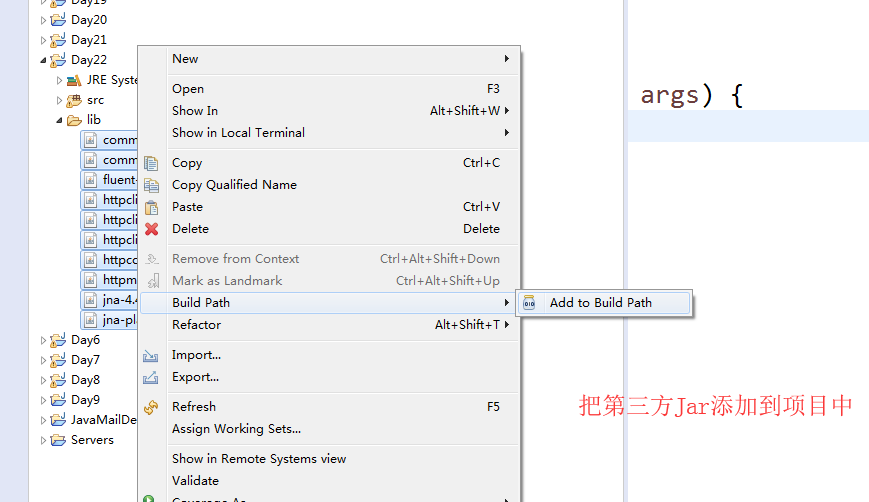 Day19
Day20
Day21
Day22
JRE Syste
src
lib
comm
comm
fluent-
httpcli
httpcli
httpcli
httpco
httpm
jna-4.
jna-pla
Day6
Day7
Day8
Day9
JavaMailDe
Servers
New
Open F3
Show In Alt+Shift+W
Show in Local Terminal
Copy Ctrl+C
Copy Qualified Name
Paste Ctrl+V
Delete Delete
Remove from Context Ctrl+Alt+Shift+Down
Mark as Landmark Ctrl+Alt+Shift+Up
Build Path
Refactor Alt+Shift+T
Import...
Export...
Refresh F5
Assign Working Sets...
Show in Remote Systems view
Validate
Coverage As
Add to Build Path
args) {
把第三方Jar添加到项目中